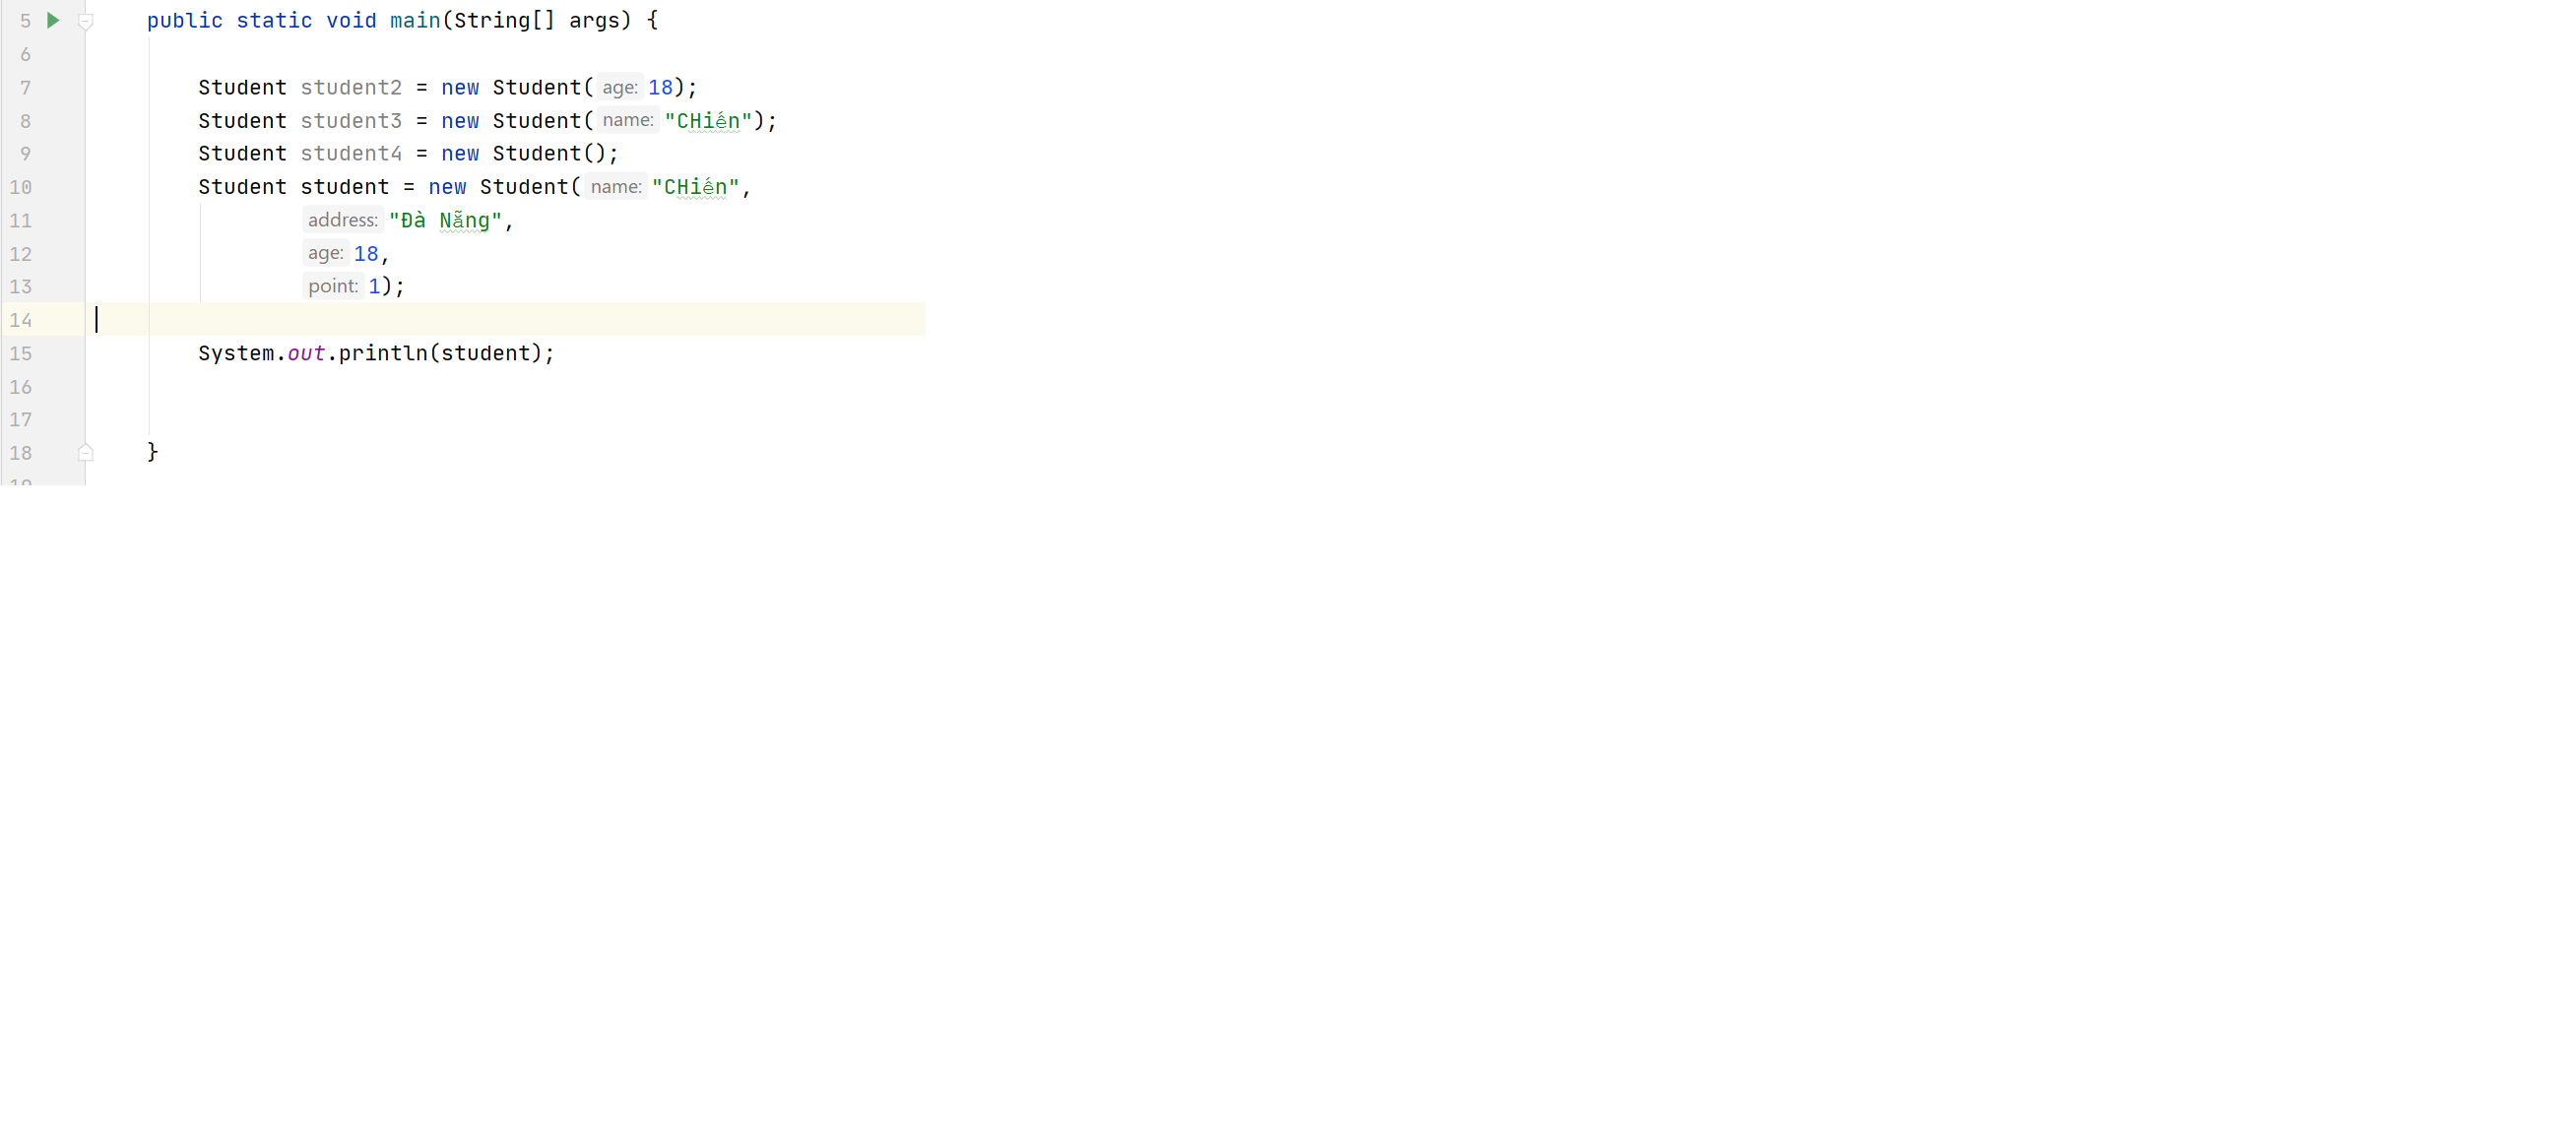 5 public static void main(String[] args) {
6
7 Student student2 = new Student( age: 18);
8 Student student3 = new Student( name: "CHiến");
9 Student student4 = new Student();
10 Student student = new Student( name: "CHiến",
11 address: "Đà Nẵng",
12 age: 18,
13 point: 1);
14
15 System.out.println(student);
16
17
18 }